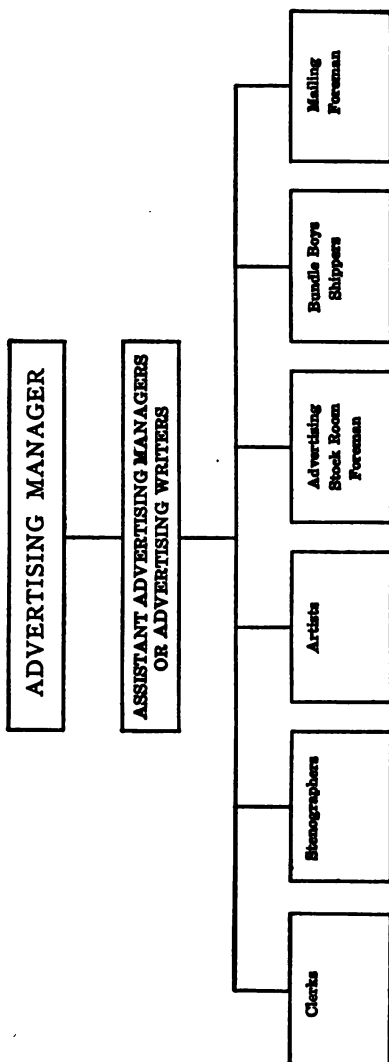 ADVERTISING MANAGER
ASSISTANT ADVERTISING MANAGERS
OR ADVERTISING WRITERS
Clerks
Stenographers
Artists
Advertising
Stock Room
Foreman
Bundle Boys
Shippers
Mailing
Foreman